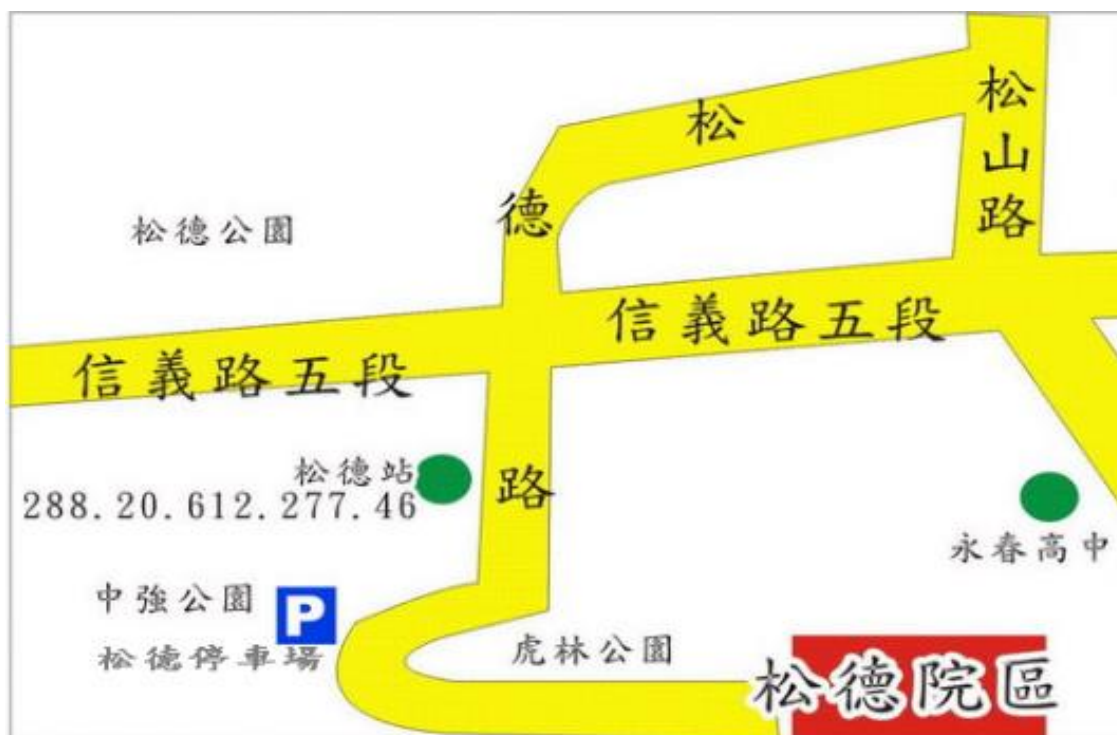 松德路
松山路
松德公園
信義路五段
信義路五段
松德站
288.20.612.277.46
永春高中
中強公園
P
松德停車場
虎林公園
松德院區